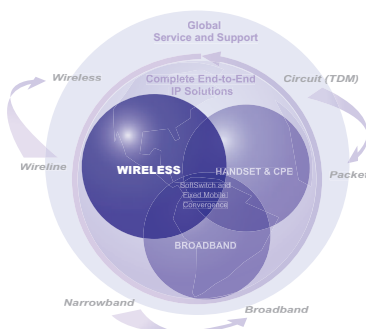 Global
Service and Support
Wireless
Complete End-to-End
IP Solutions
Circuit (TDM)
Wireline
WIRELESS
HANDSET & CPE
Packet
SoftSwitch and
Fixed Mobile
Convergence
BROADBAND
Narrowband
Broadband